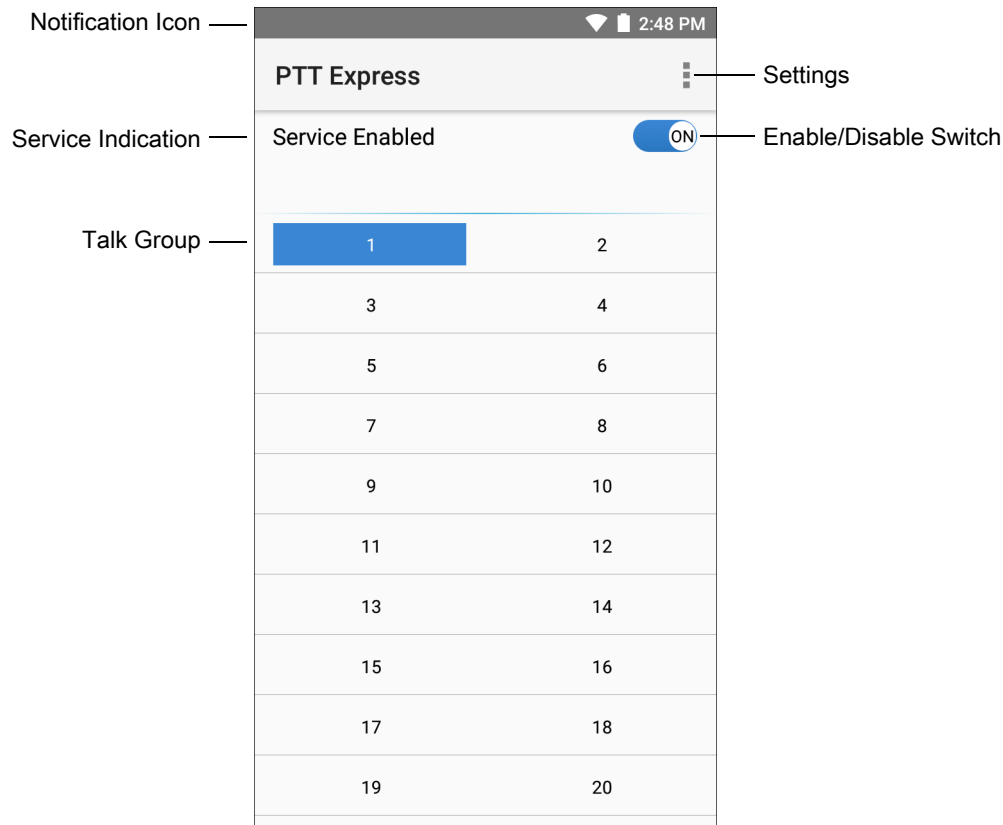 Notification Icon
2:48 PM
PTT Express
Settings
Service Indication
Service Enabled
ON
Enable/Disable Switch
Talk Group
1 2
3 4
5 6
7 8
9 10
11 12
13 14
15 16
17 18
19 20